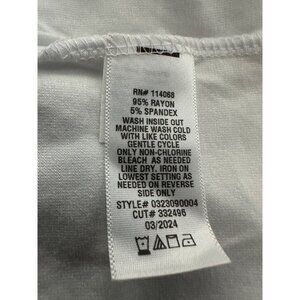 RN# 114068
95% RAYON
5% SPANDEX
WASH INSIDE OUT
MACHINE WASH COLD
WITH LIKE COLORS
GENTLE CYCLE
ONLY NON-CHLORINE
BLEACH AS NEEDED
LINE DRY, IRON ON
LOWEST SETTING AS
NEEDED ON REVERSE
SIDE ONLY
STYLE# 0323090004
CUT# 332496
03/2024